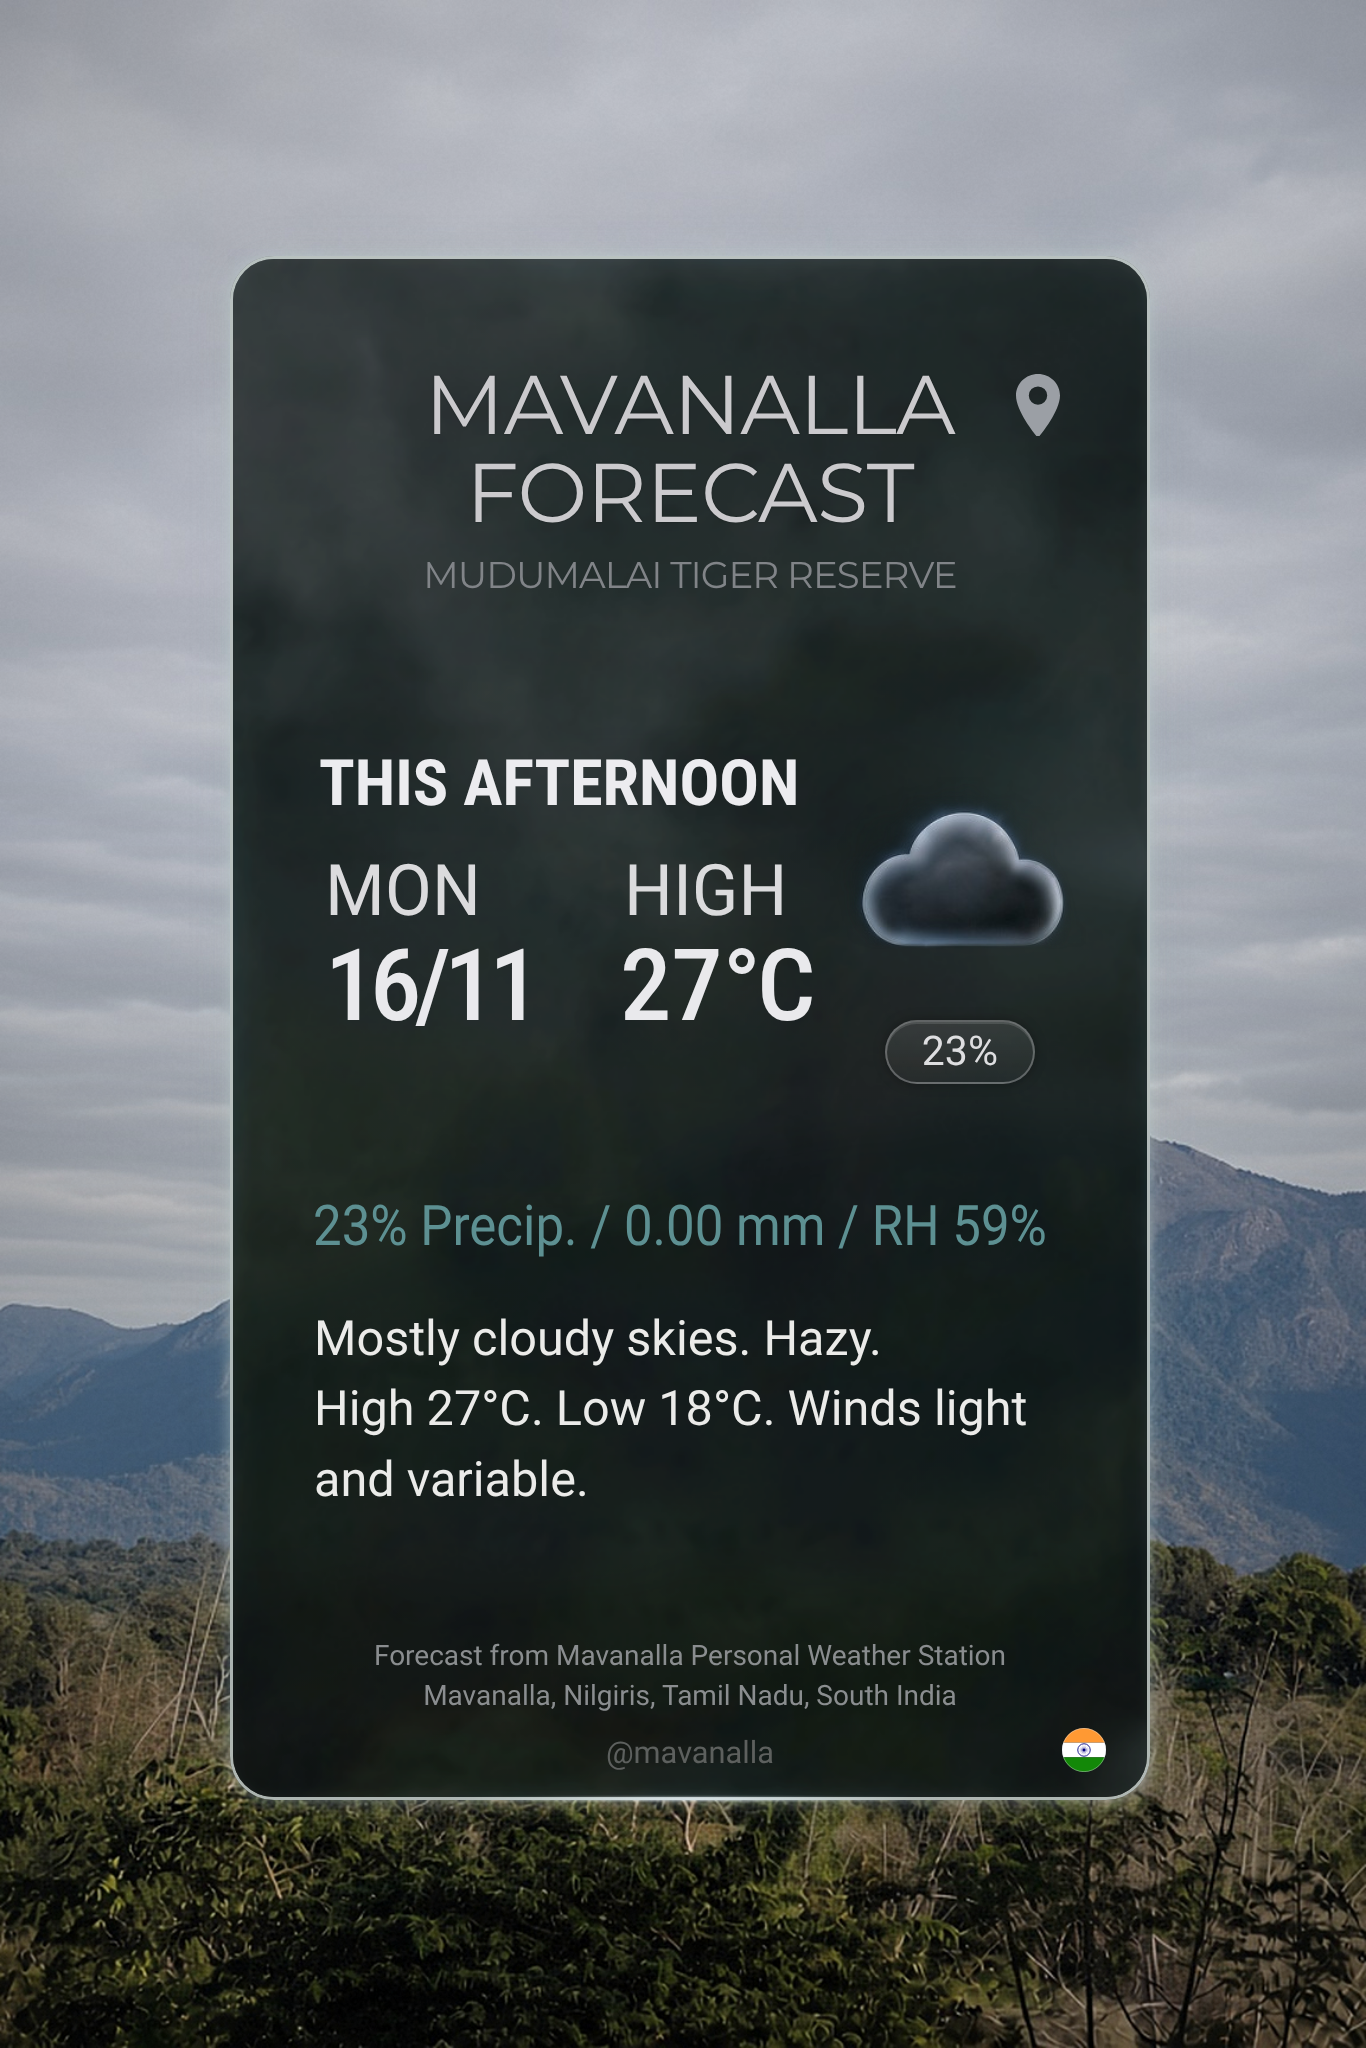 MAVANALLA
FORECAST
MUDUMALAI TIGER RESERVE
THIS AFTERNOON
MON HIGH
16/11 27°C
23%
23% Precip. / 0.00 mm / RH 59%
Mostly cloudy skies. Hazy.
High 27°C. Low 18°C. Winds light
and variable.
Forecast from Mavanalla Personal Weather Station
Mavanalla, Nilgiris, Tamil Nadu, South India
@mavanalla